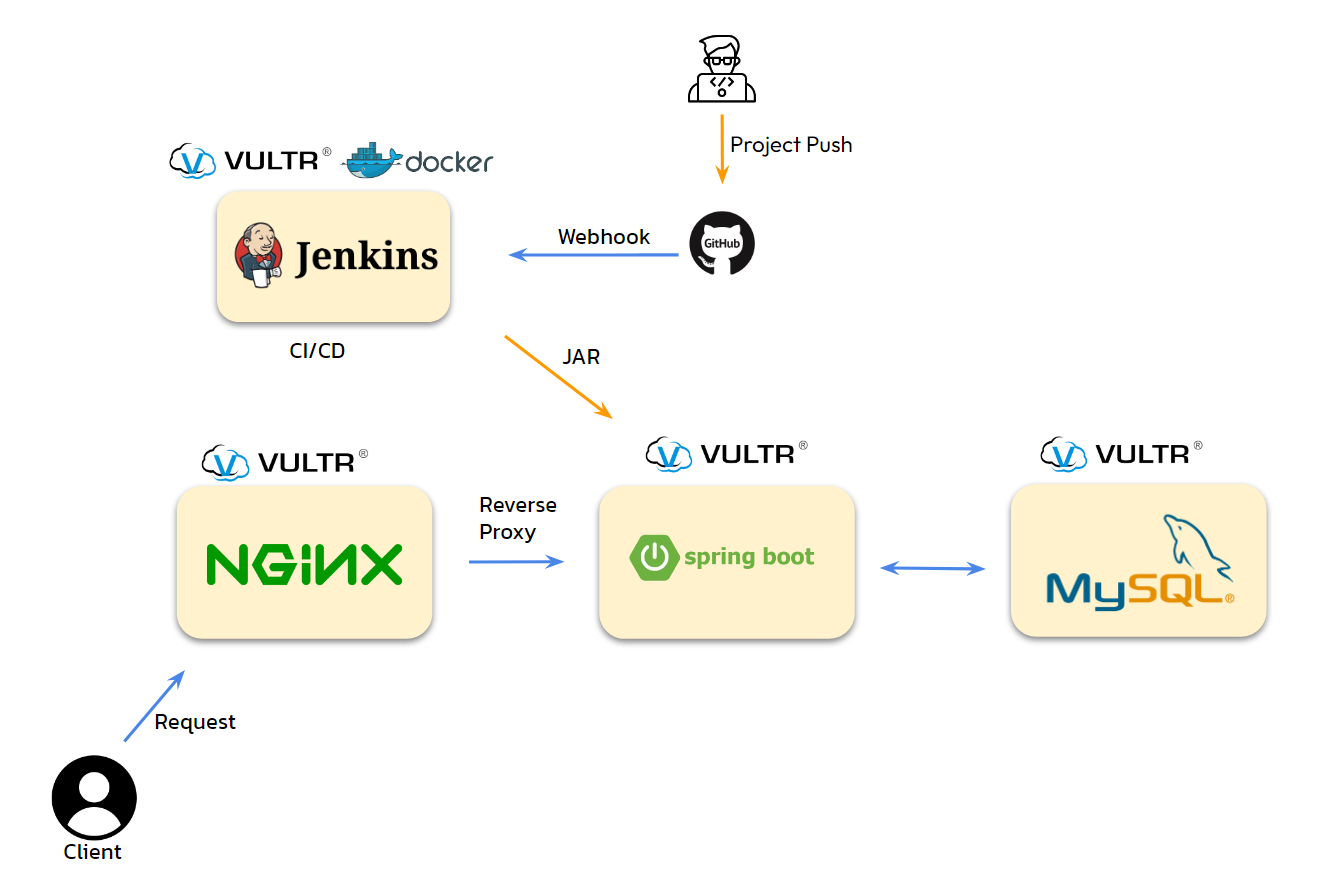 </>
Project Push
VULTR®
docker
GitHub
Webhook
Jenkins
CI/CD
JAR
VULTR®
VULTR®
VULTR®
Reverse
Proxy
NGiNX
spring boot
MySQL®
Request
Client